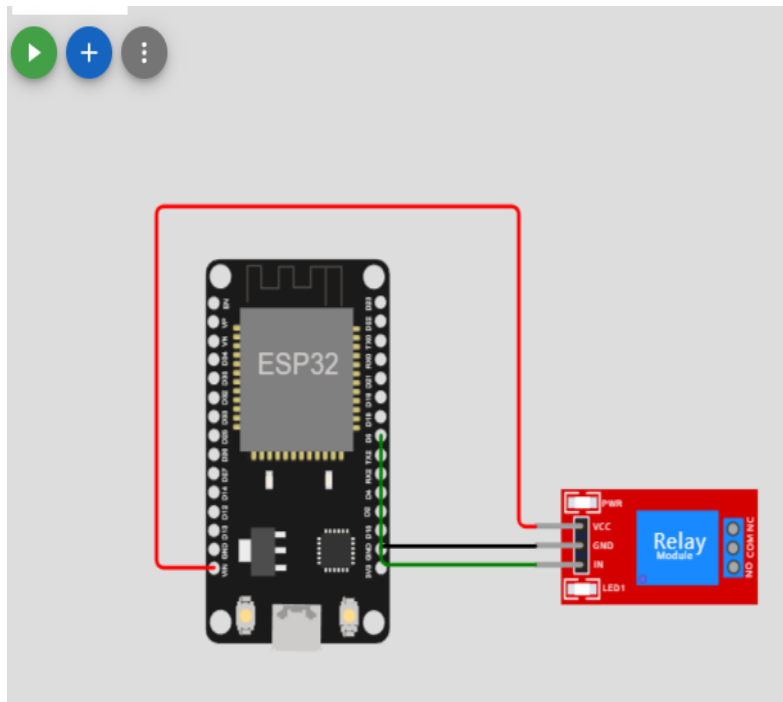 ESP32
EN
VP
VN
D34
D35
D32
D33
D25
D26
D27
D14
D12
D13
GND
VIN
D23
D22
TX0
RX0
D21
D19
D18
D5
TX2
RX2
D4
D2
D15
GND
3V3
PWR
VCC
GND
IN
LED1
Relay
Module
NO COM NC